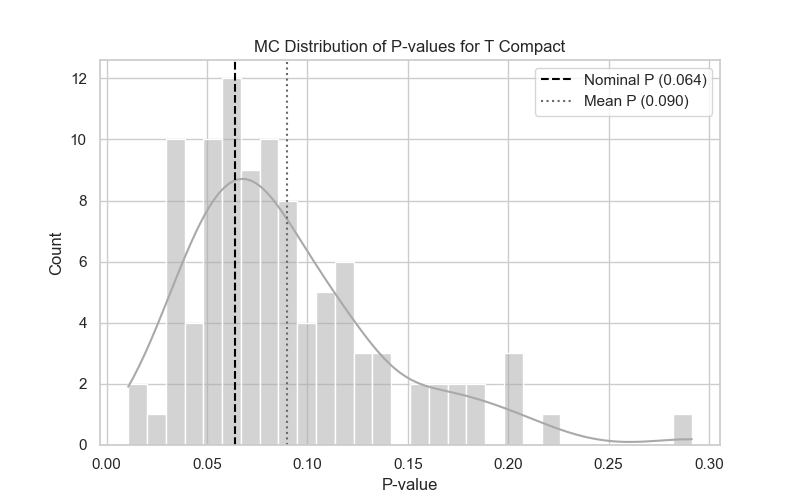 MC Distribution of P-values for T Compact
Nominal P (0.064)
Mean P (0.090)
Count
12
10
8
6
4
2
0
0.00 0.05 0.10 0.15 0.20 0.25 0.30
P-value